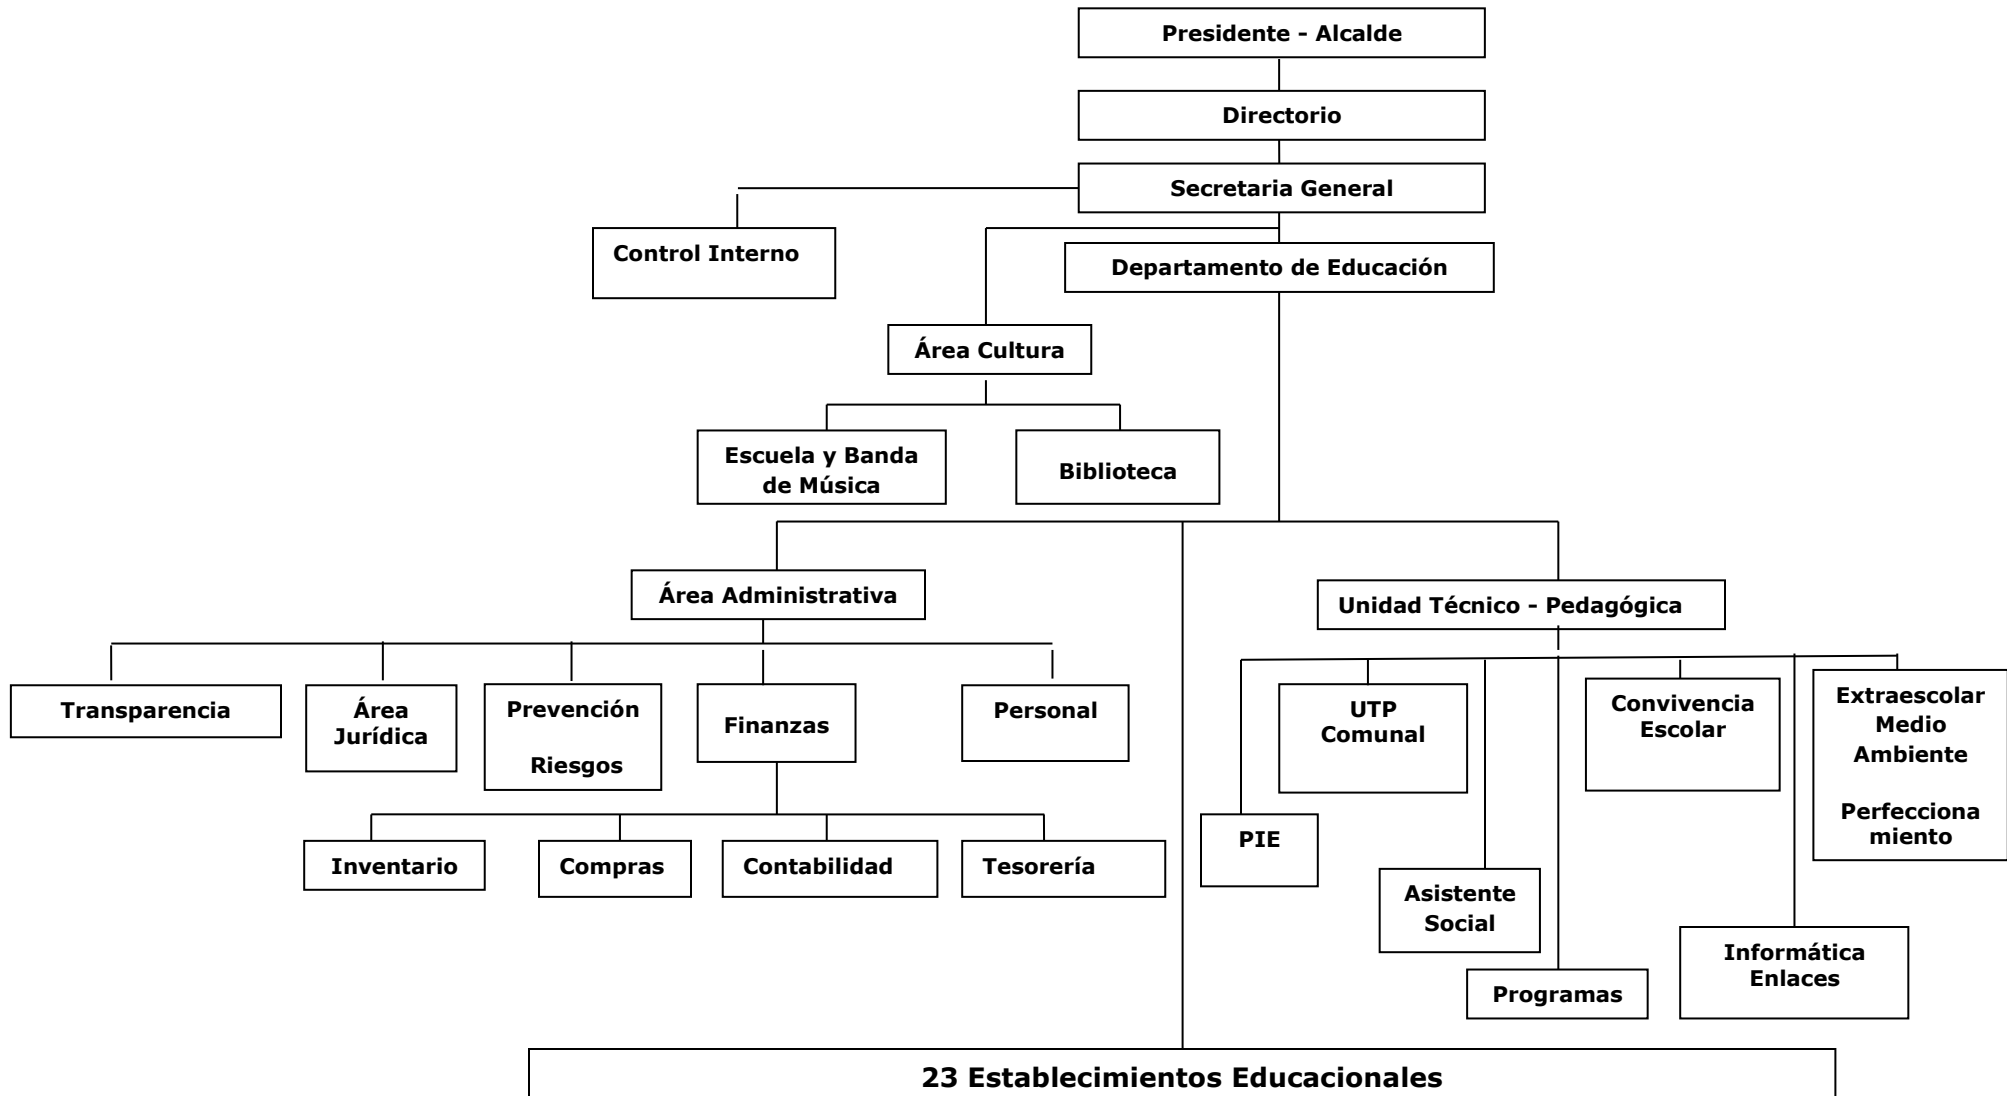 Presidente - Alcalde
Directorio
Secretaria General
Control Interno
Departamento de Educación
Área Cultura
Escuela y Banda
de Música
Biblioteca
Área Administrativa
Unidad Técnico - Pedagógica
Transparencia
Área
Jurídica
Prevención
Riesgos
Finanzas
Personal
UTP
Comunal
Convivencia
Escolar
Extraescolar
Medio
Ambiente
Perfecciona
miento
Inventario
Compras
Contabilidad
Tesorería
PIE
Asistente
Social
Programas
Informática
Enlaces
23 Establecimientos Educacionales